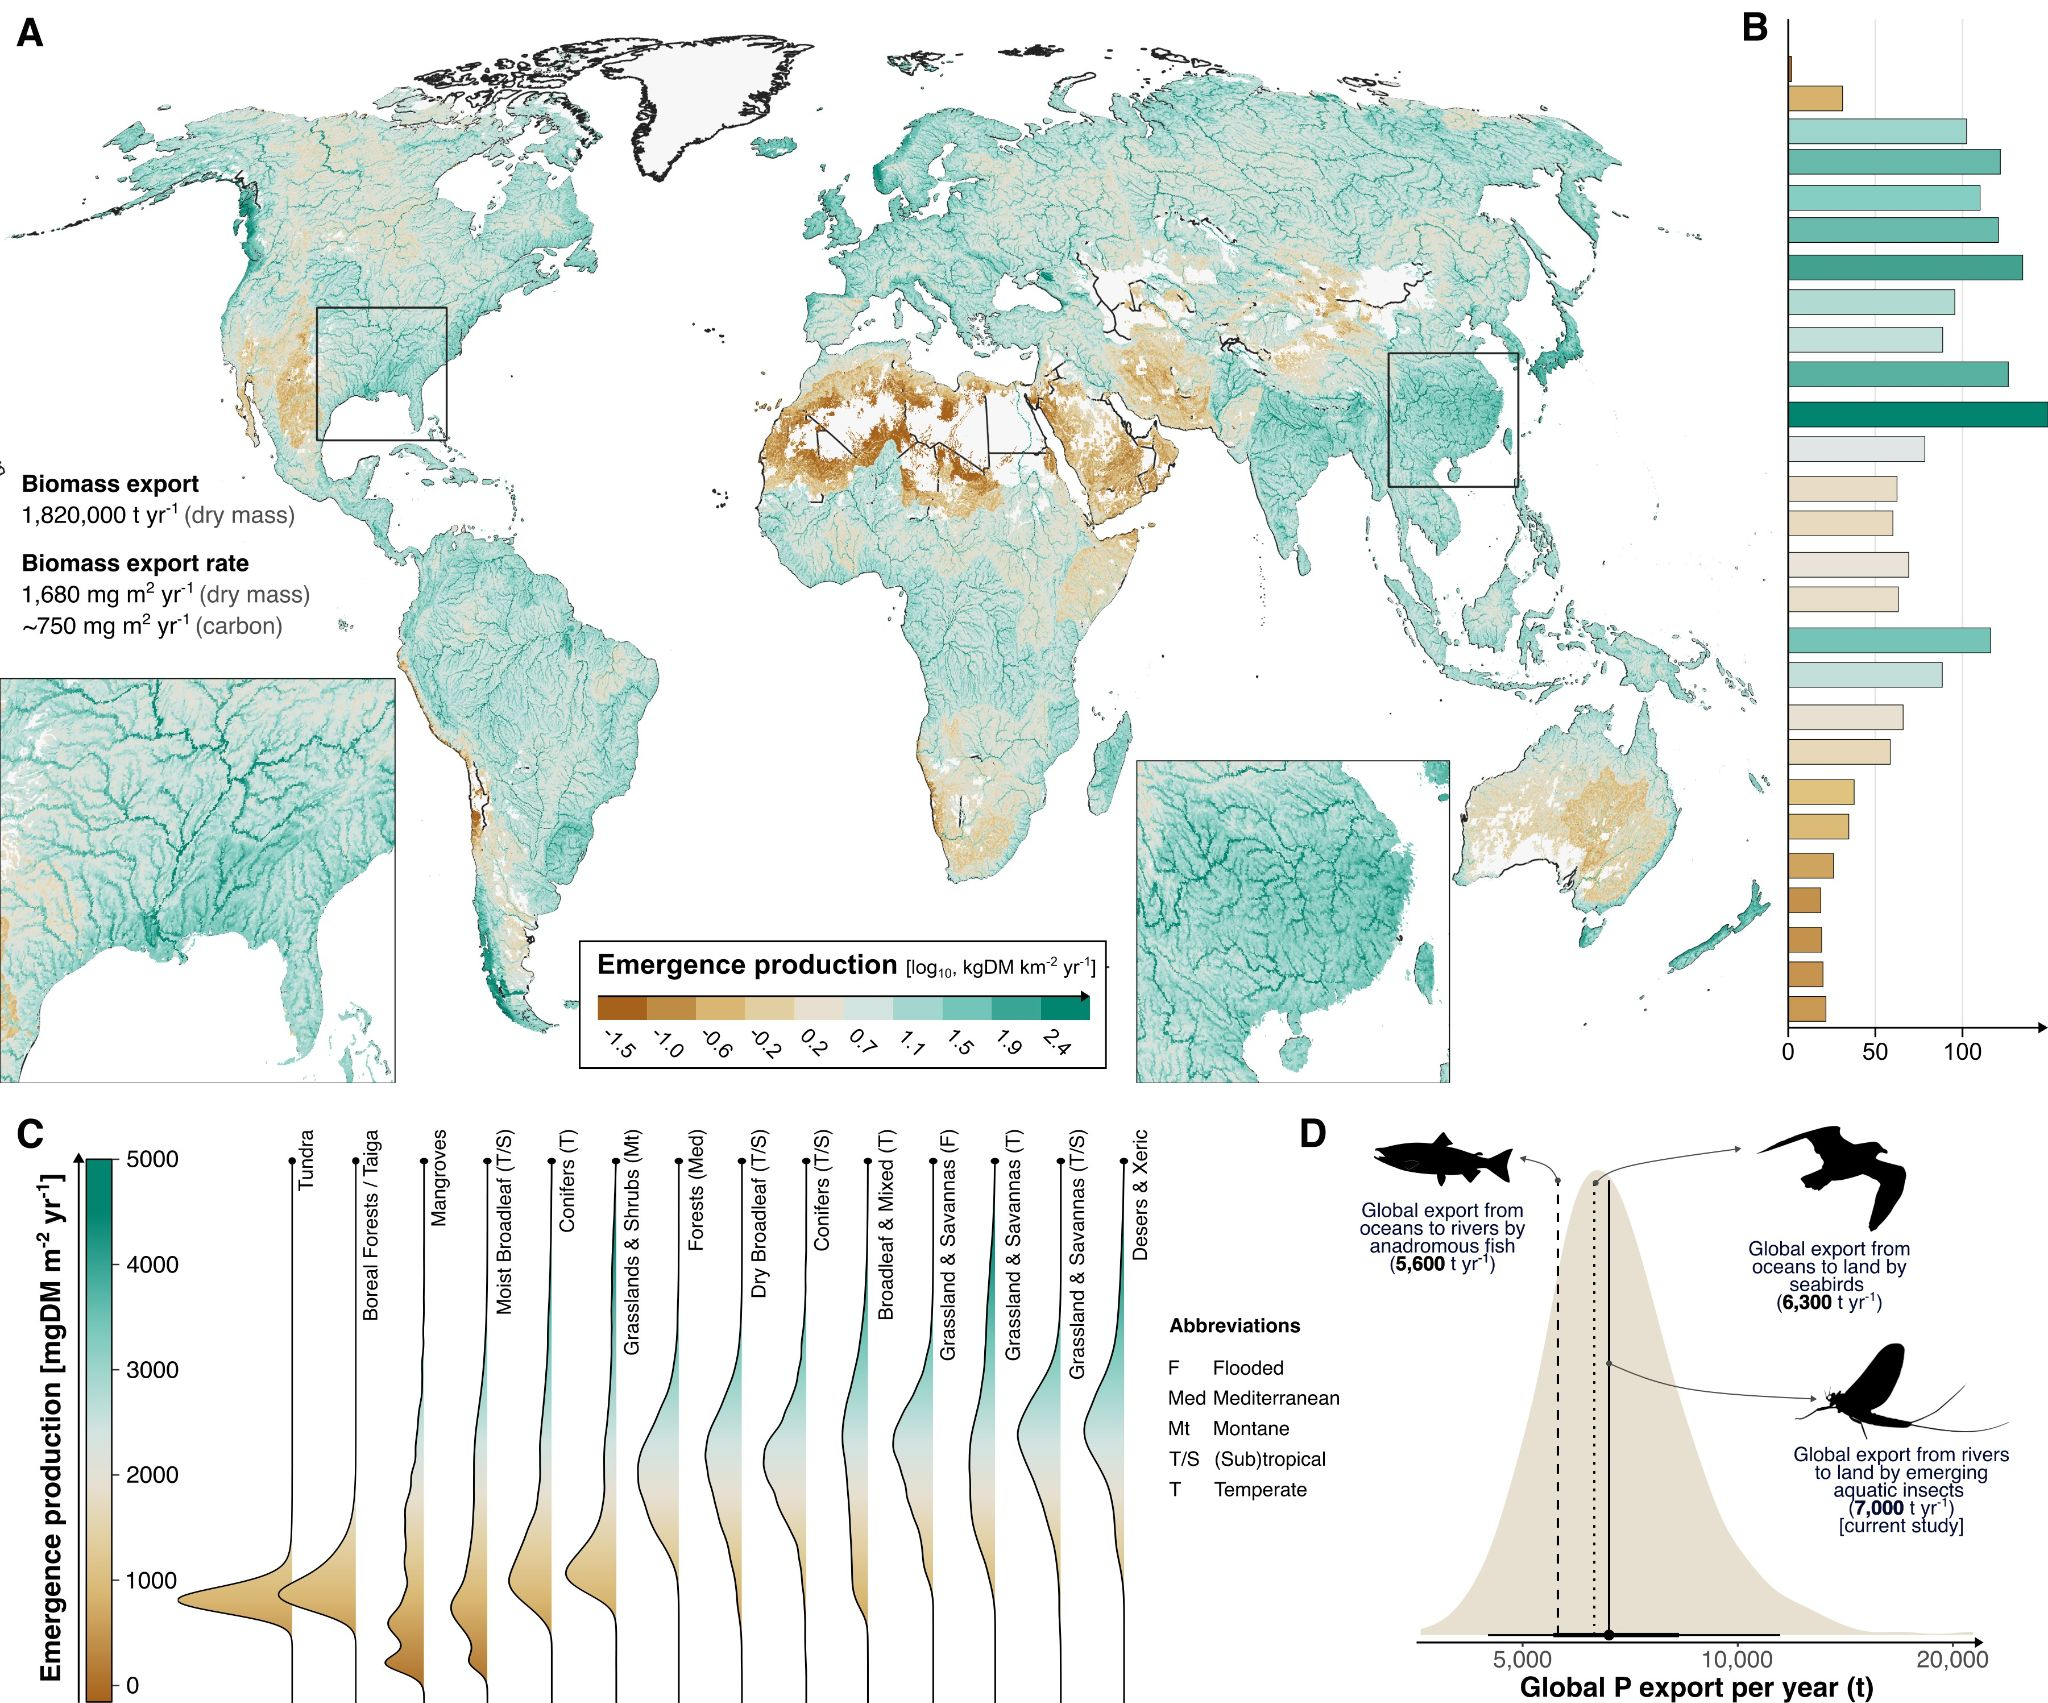 A
B
Biomass export
1,820,000 t yr-1 (dry mass)
Biomass export rate
1,680 mg m2 yr-1 (dry mass)
~750 mg m2 yr-1 (carbon)
Emergence production [log10, kgDM km-2 yr-1]
-1.5 -1.0 -0.6 -0.2 0.2 0.7 1.1 1.5 1.9 2.4
0 50 100
C
Emergence production [mgDM m-2 yr-1]
5000
4000
3000
2000
1000
0
Tundra
Boreal Forests / Taiga
Mangroves
Moist Broadleaf (T/S)
Conifers (T)
Grasslands & Shrubs (Mt)
Forests (Med)
Dry Broadleaf (T/S)
Conifers (T/S)
Broadleaf & Mixed (T)
Grassland & Savannas (F)
Grassland & Savannas (T)
Grassland & Savannas (T/S)
Desers & Xeric
Abbreviations
F Flooded
Med Mediterranean
Mt Montane
T/S (Sub)tropical
T Temperate
D
Global export from
oceans to rivers by
anadromous fish
(5,600 t yr-1)
Global export from
oceans to land by
seabirds
(6,300 t yr-1)
Global export from rivers
to land by emerging
aquatic insects
(7,000 t yr-1)
[current study]
5,000 10,000 20,000
Global P export per year (t)